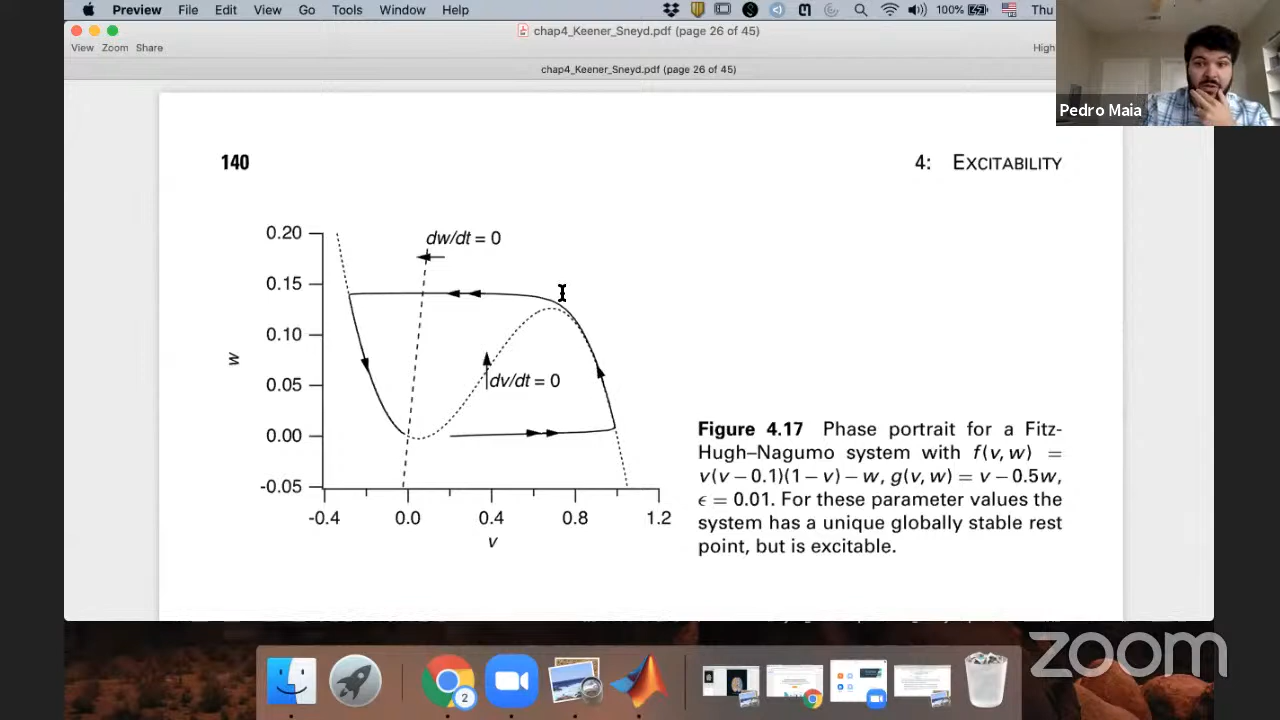 Preview File Edit View Go Tools Window Help
100%
Thu
chap4_Keener_Sneyd.pdf (page 26 of 45)
View Zoom Share
High
chap4_Keener_Sneyd.pdf (page 26 of 45)
Pedro Maia
140
4: EXCITABILITY
0.20
dw/dt = 0
0.15
0.10
w
0.05
dv/dt = 0
0.00
-0.05
-0.4 0.0 0.4 0.8 1.2
v
Figure 4.17 Phase portrait for a Fitz-
Hugh–Nagumo system with f(v, w) =
v(v – 0.1)(1 – v) – w, g(v, w) = v – 0.5w,
ϵ = 0.01. For these parameter values the
system has a unique globally stable rest
point, but is excitable.
2
zoom